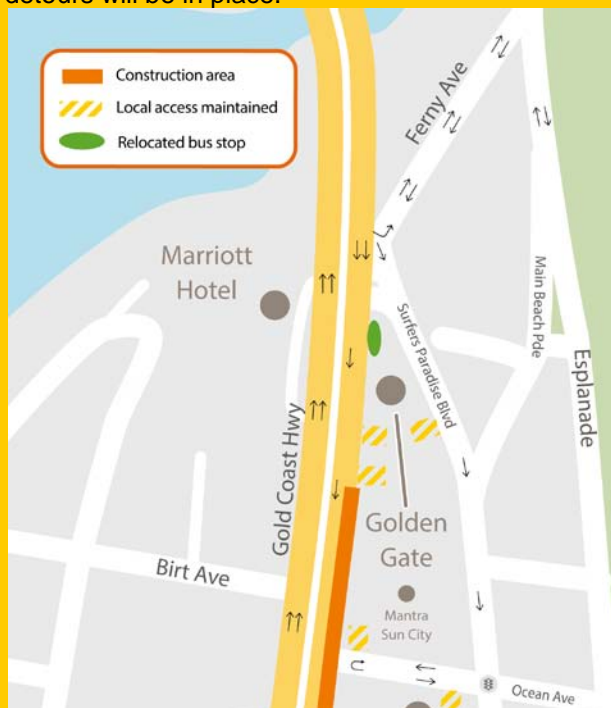 detours will be in place.
Construction area
Local access maintained
Relocated bus stop
Ferny Ave
Marriott
Hotel
Main Beach Pde
Surfers Paradise Blvd
Esplanade
Gold Coast Hwy
Golden
Gate
Birt Ave
Mantra
Sun City
Ocean Ave